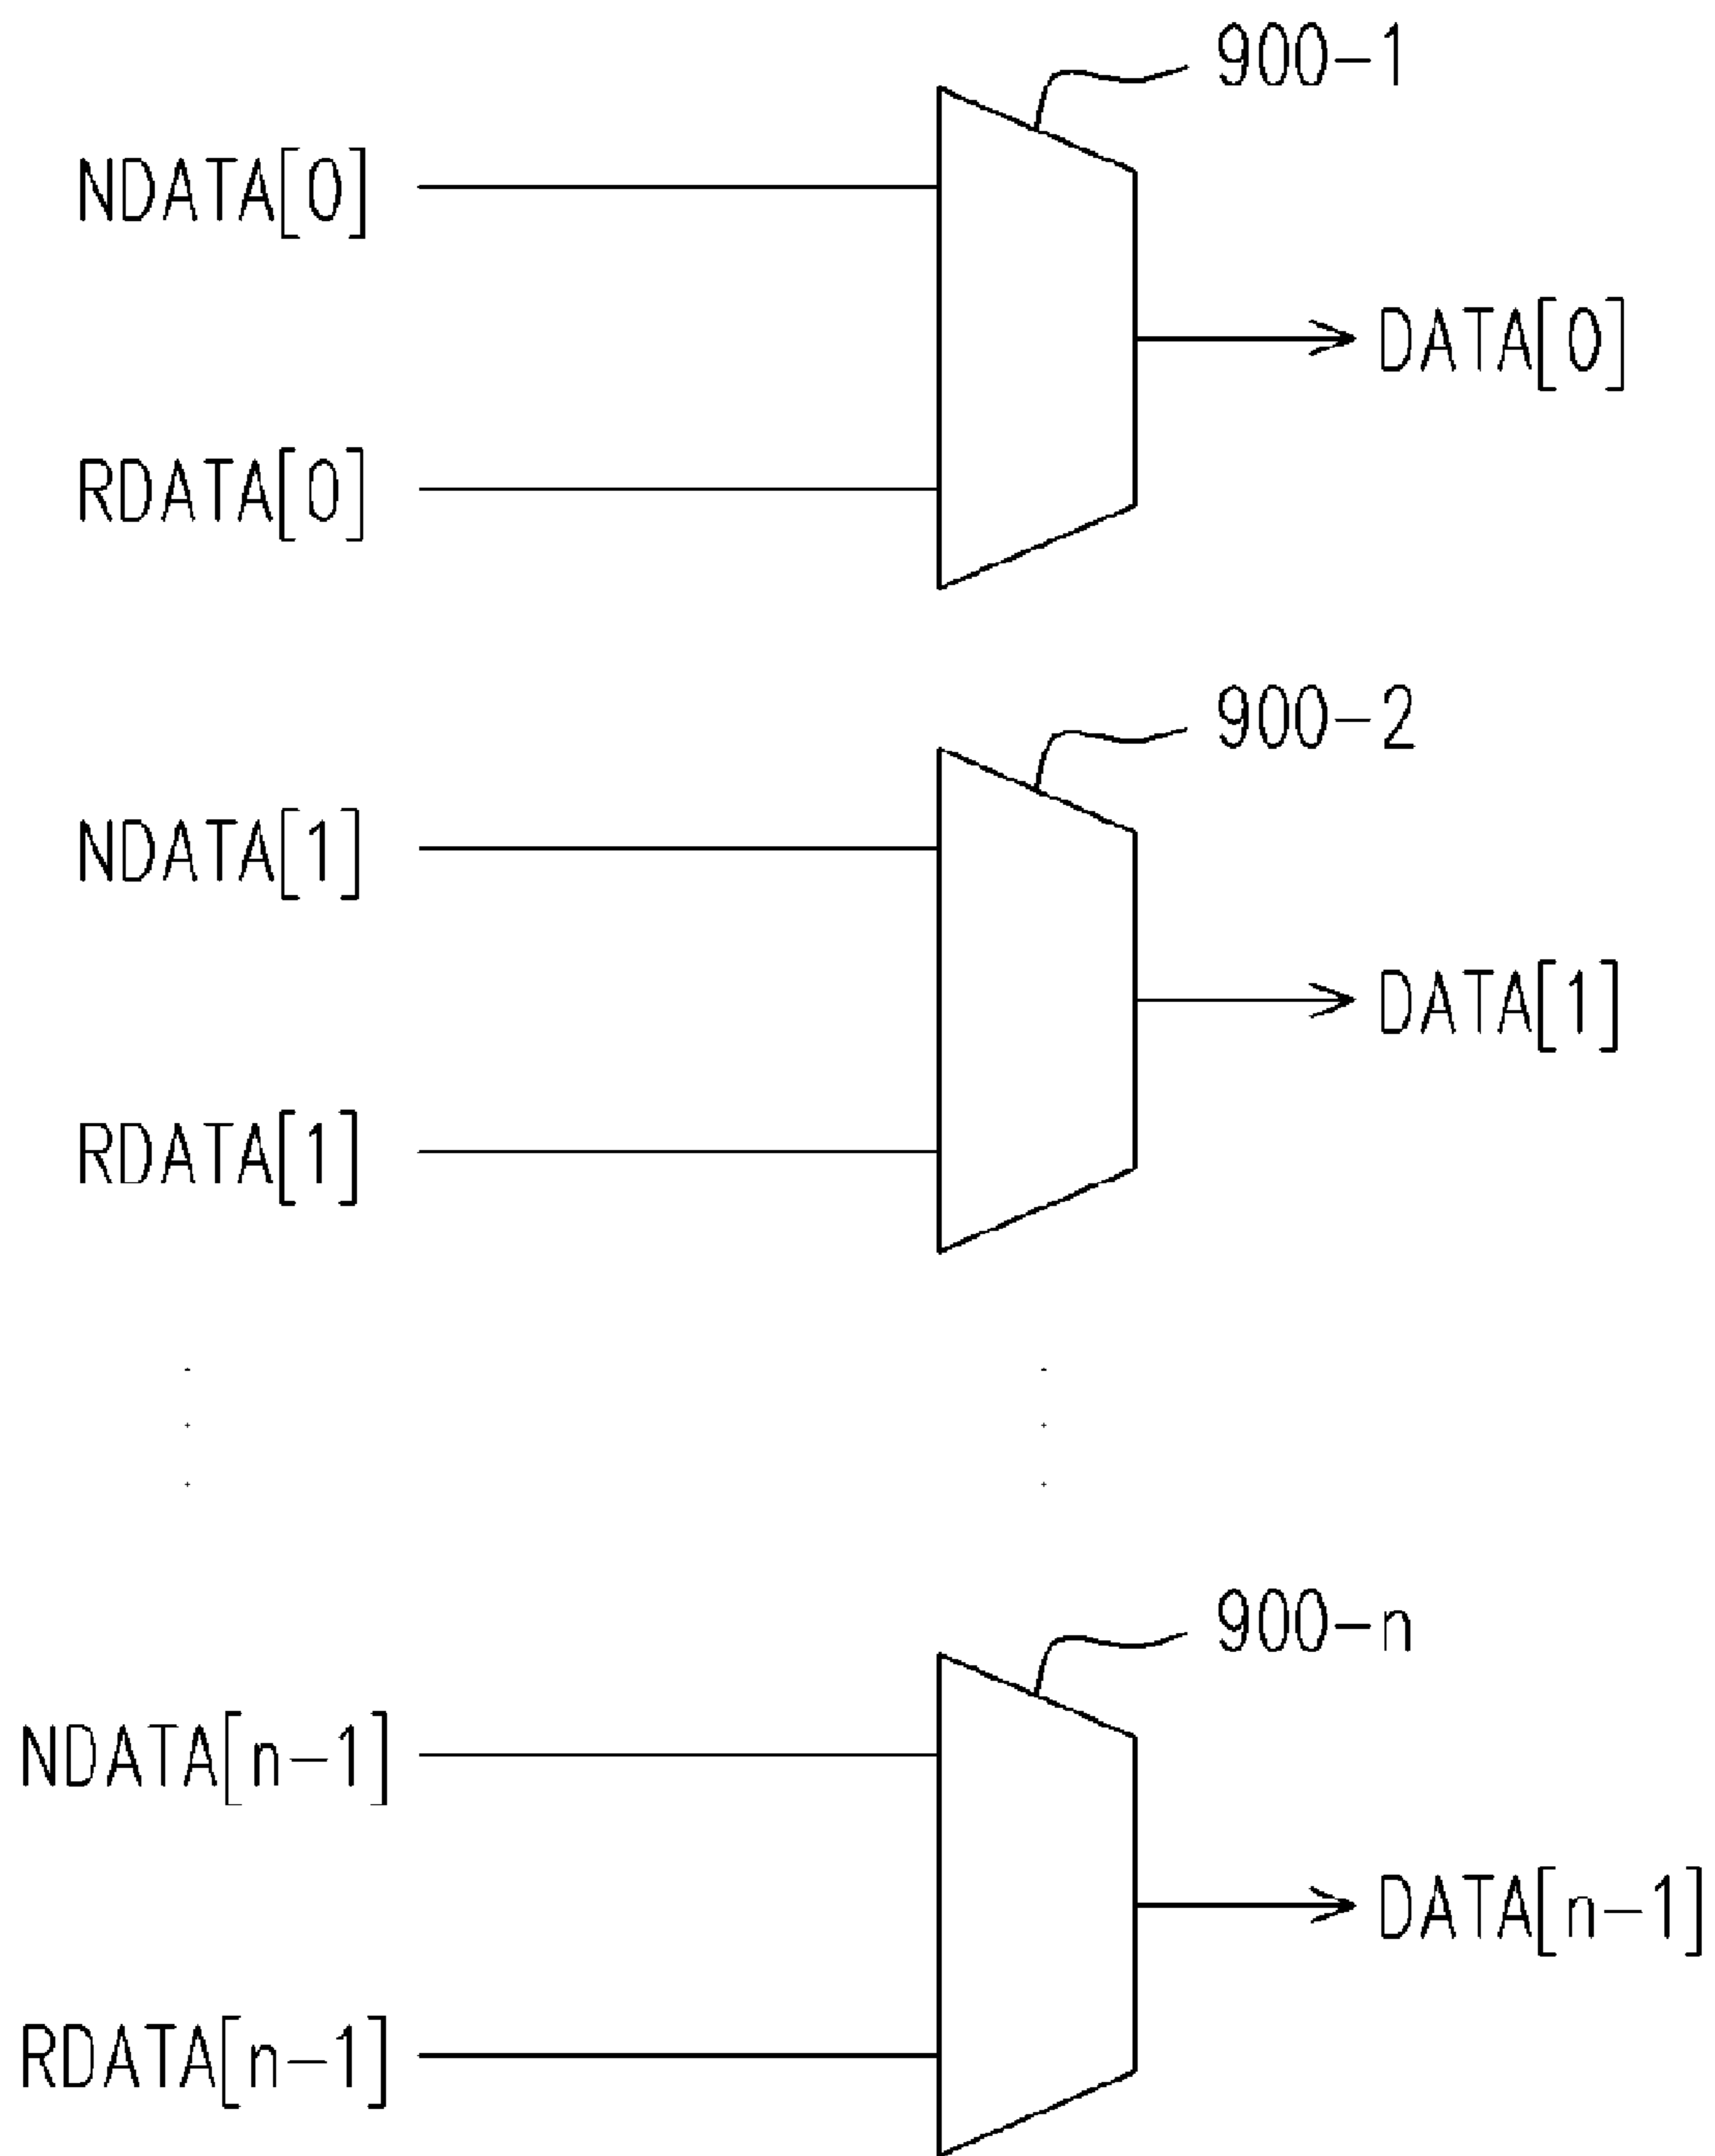 900-1
NDATA[0]
DATA[0]
RDATA[0]
900-2
NDATA[1]
DATA[1]
RDATA[1]
900-n
NDATA[n-1]
DATA[n-1]
RDATA[n-1]